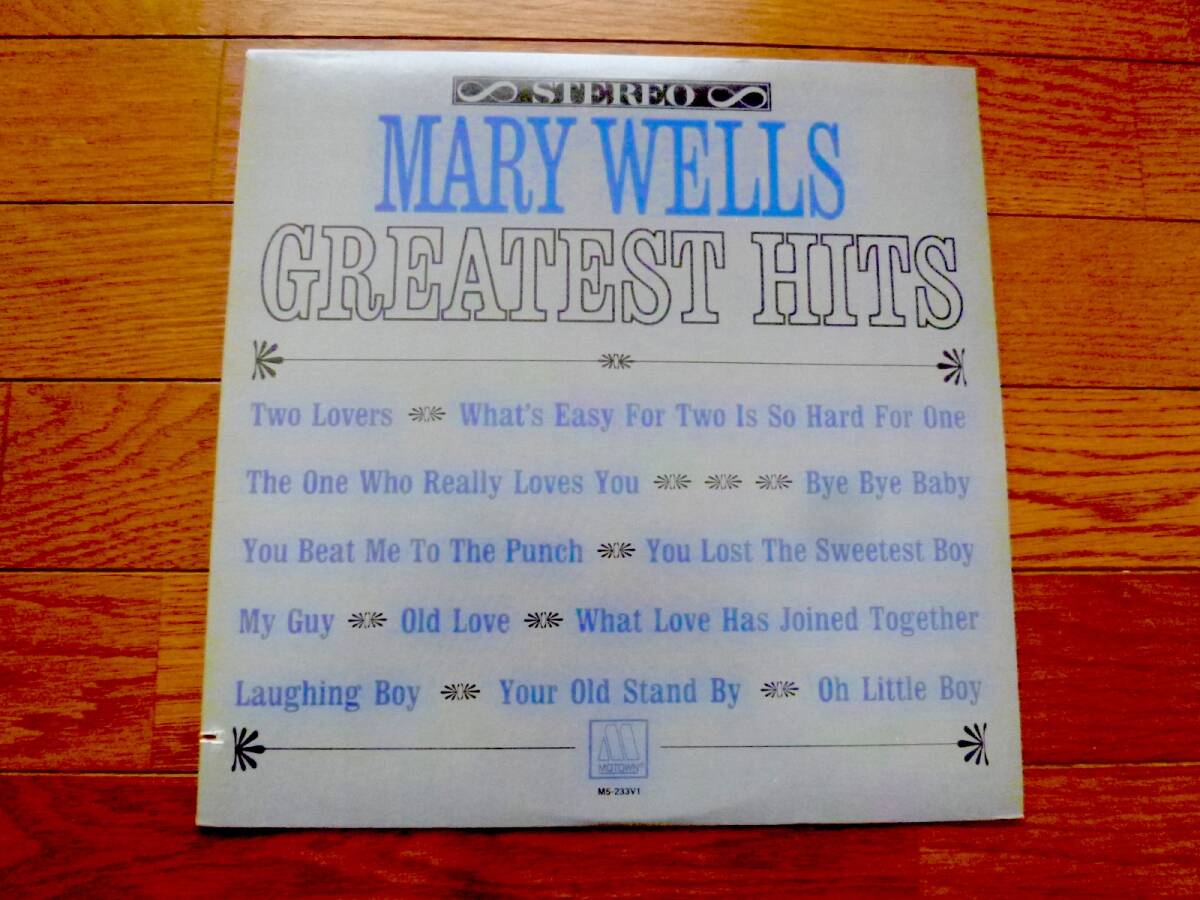 STEREO
MARY WELLS
GREATEST HITS
Two Lovers What's Easy For Two Is So Hard For One
The One Who Really Loves You Bye Bye Baby
You Beat Me To The Punch You Lost The Sweetest Boy
My Guy Old Love What Love Has Joined Together
Laughing Boy Your Old Stand By Oh Little Boy
MOTOWN®
M5-233V1